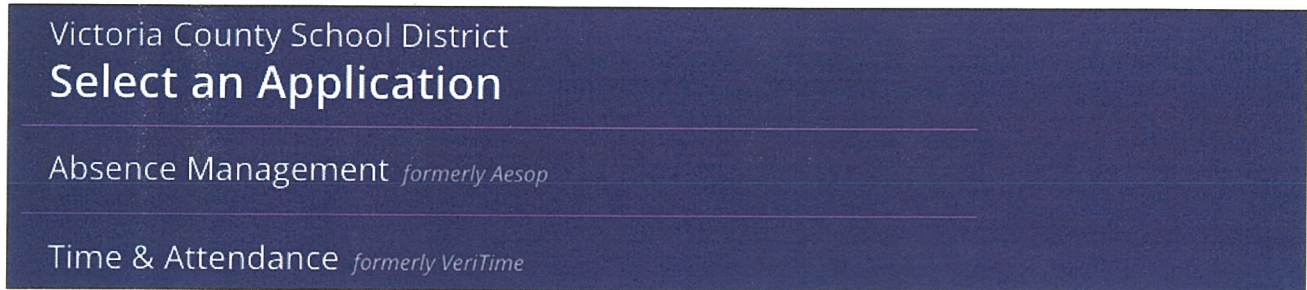 Victoria County School District
Select an Application
Absence Management formerly Aesop
Time & Attendance formerly VeriTime